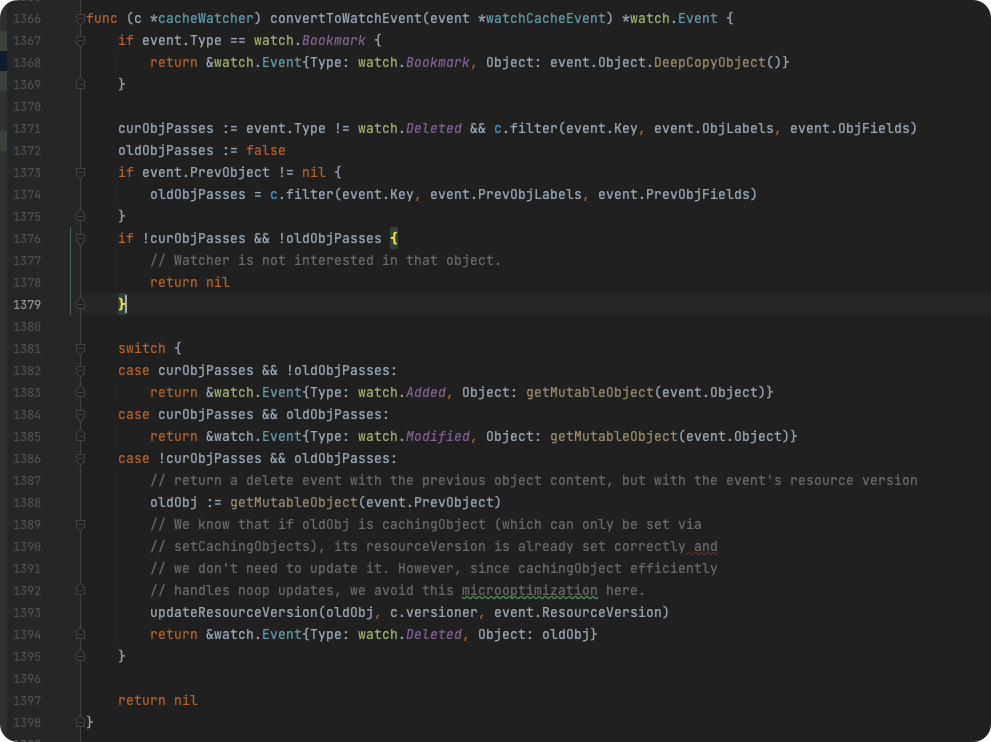 1366 func (c *cacheWatcher) convertToWatchEvent(event *watchCacheEvent) *watch.Event {
1367     if event.Type == watch.Bookmark {
1368         return &watch.Event{Type: watch.Bookmark, Object: event.Object.DeepCopyObject()}
1369     }
1370
1371     curObjPasses := event.Type != watch.Deleted && c.filter(event.Key, event.ObjLabels, event.ObjFields)
1372     oldObjPasses := false
1373     if event.PrevObject != nil {
1374         oldObjPasses = c.filter(event.Key, event.PrevObjLabels, event.PrevObjFields)
1375     }
1376     if !curObjPasses && !oldObjPasses {
1377         // Watcher is not interested in that object.
1378         return nil
1379     }
1380
1381     switch {
1382     case curObjPasses && !oldObjPasses:
1383         return &watch.Event{Type: watch.Added, Object: getMutableObject(event.Object)}
1384     case curObjPasses && oldObjPasses:
1385         return &watch.Event{Type: watch.Modified, Object: getMutableObject(event.Object)}
1386     case !curObjPasses && oldObjPasses:
1387         // return a delete event with the previous object content, but with the event's resource version
1388         oldObj := getMutableObject(event.PrevObject)
1389         // We know that if oldObj is cachingObject (which can only be set via
1390         // setCachingObjects), its resourceVersion is already set correctly and
1391         // we don't need to update it. However, since cachingObject efficiently
1392         // handles noop updates, we avoid this microoptimization here.
1393         updateResourceVersion(oldObj, c.versioner, event.ResourceVersion)
1394         return &watch.Event{Type: watch.Deleted, Object: oldObj}
1395     }
1396
1397     return nil
1398 }